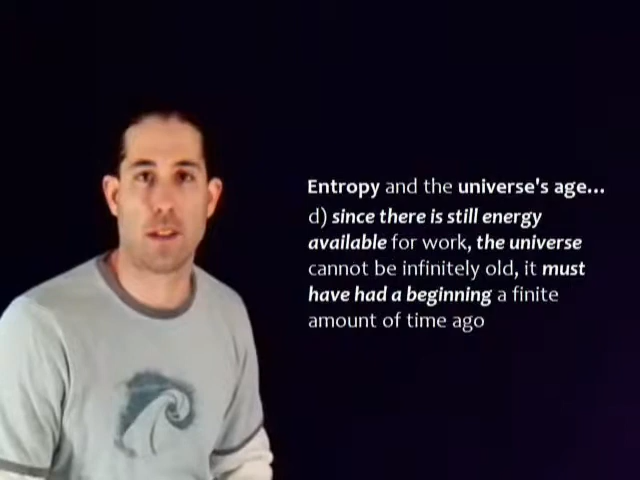 Entropy and the universe's age...
d) since there is still energy
available for work, the universe
cannot be infinitely old, it must
have had a beginning a finite
amount of time ago